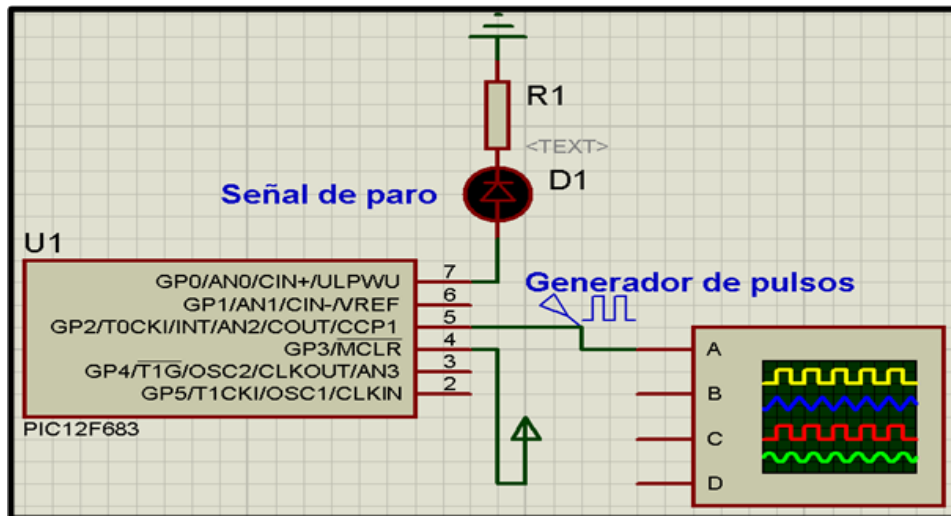 R1
<TEXT>
D1
Señal de paro
U1
GP0/AN0/CIN+/ULPWU 7
GP1/AN1/CIN-/VREF 6
GP2/T0CKI/INT/AN2/COUT/CCP1 5
GP3/MCLR 4
GP4/T1G/OSC2/CLKOUT/AN3 3
GP5/T1CKI/OSC1/CLKIN 2
PIC12F683
Generador de pulsos
A
B
C
D